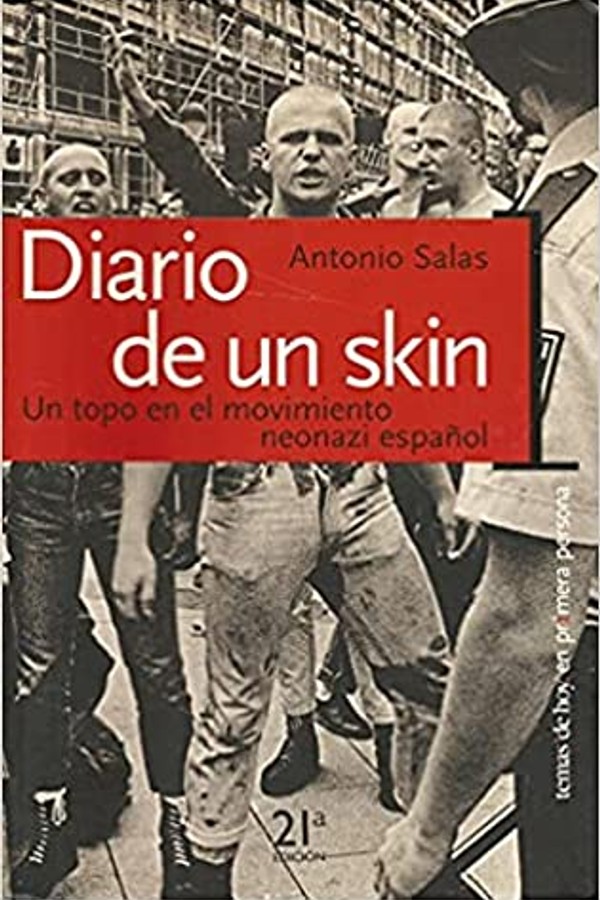 Antonio Salas
Diario
de un skin
Un topo en el movimiento
neonazi español
temas de hoy en primera persona
21ª
EDICIÓN